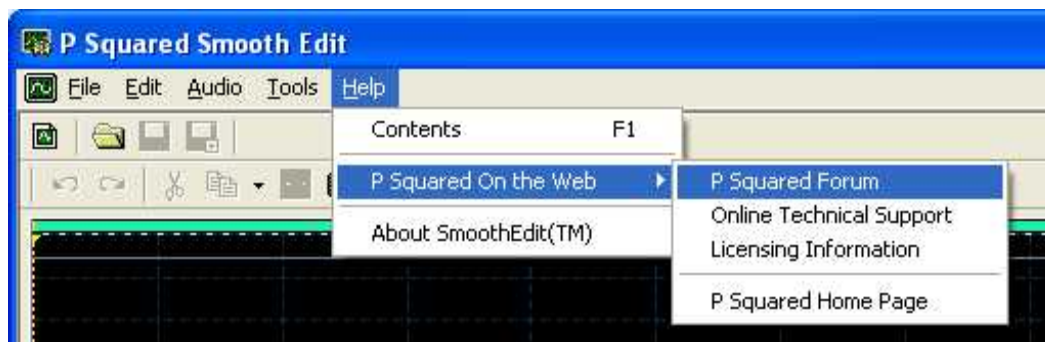 P Squared Smooth Edit
File Edit Audio Tools Help
Contents F1
P Squared On the Web
P Squared Forum
Online Technical Support
About SmoothEdit(TM)
Licensing Information
P Squared Home Page